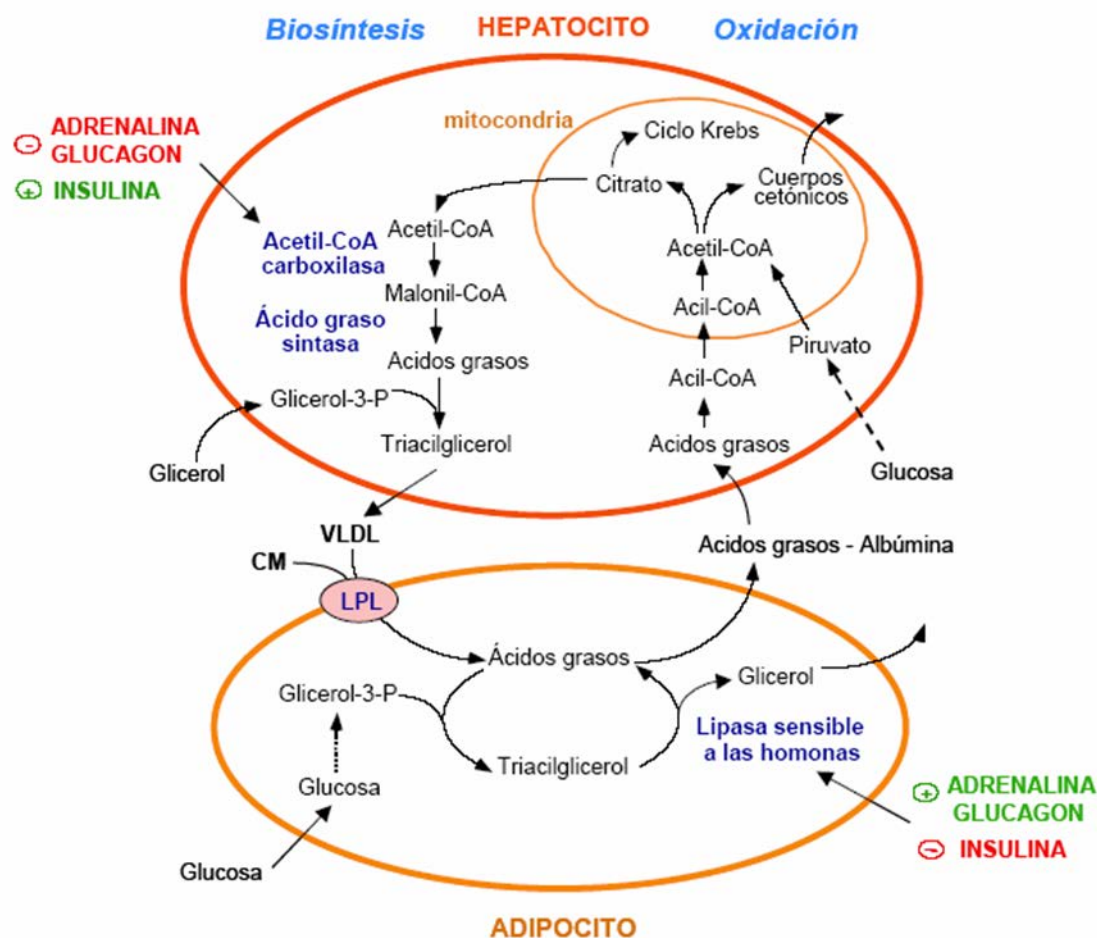 Biosíntesis HEPATOCITO Oxidación
mitocondria
Ciclo Krebs
- ADRENALINA
GLUCAGON
+ INSULINA
Citrato
Cuerpos
cetónicos
Acetil-CoA
carboxilasa
Acetil-CoA
Acetil-CoA
Malonil-CoA
Acil-CoA
Ácido graso
sintasa
Piruvato
Acidos grasos
Acil-CoA
Glicerol-3-P
Triacilglicerol
Acidos grasos
Glicerol
Glucosa
VLDL
CM
Acidos grasos - Albúmina
LPL
Ácidos grasos
Glicerol
Glicerol-3-P
Lipasa sensible
a las homonas
Triacilglicerol
Glucosa
+ ADRENALINA
GLUCAGON
- INSULINA
Glucosa
ADIPOCITO